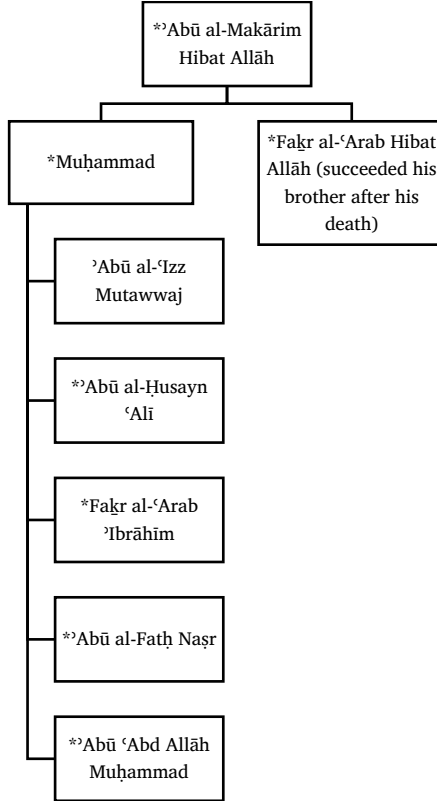 *ʾAbū al-Makārim
Hibat Allāh
*Muḥammad
*Faḵr al-ʿArab Hibat
Allāh (succeeded his
brother after his
death)
ʾAbū al-ʿIzz
Mutawwaj
*ʾAbū al-Ḥusayn
ʿAlī
*Faḵr al-ʿArab
ʾIbrāhīm
*ʾAbū al-Fatḥ Naṣr
*ʾAbū ʿAbd Allāh
Muḥammad